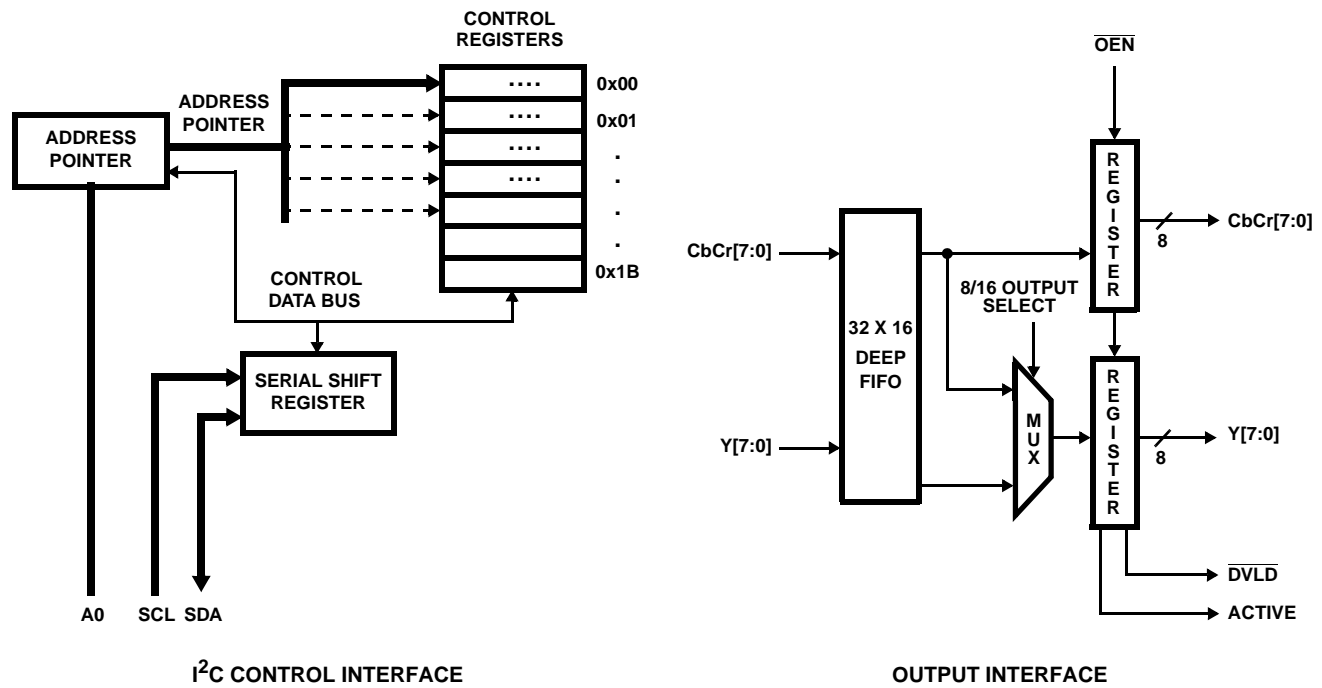 CONTROL
REGISTERS
....
0x00
....
0x01
....
.
....
.
.
.
0x1B
ADDRESS
POINTER
ADDRESS
POINTER
CONTROL
DATA BUS
SERIAL SHIFT
REGISTER
A0
SCL
SDA
I²C CONTROL INTERFACE
OEN
REGISTER
8
CbCr[7:0]
CbCr[7:0]
8/16 OUTPUT
SELECT
32 X 16
DEEP
FIFO
MUX
REGISTER
8
Y[7:0]
Y[7:0]
DVLD
ACTIVE
OUTPUT INTERFACE